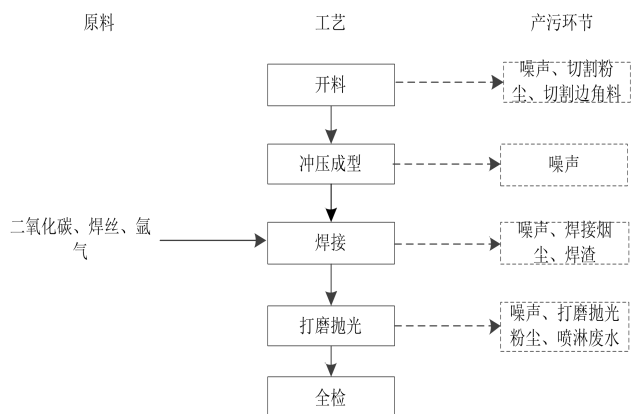 原料 工艺 产污环节
开料
噪声、切割粉
尘、切割边角料
冲压成型
噪声
二氧化碳、焊丝、氩
气
焊接
噪声、焊接烟
尘、焊渣
打磨抛光
噪声、打磨抛光
粉尘、喷淋废水
全检